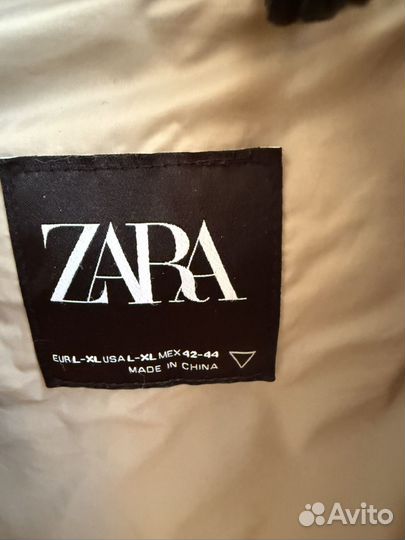 ZARA
EUR L-XL USA L-XL MEX 42-44
MADE IN CHINA
Avito